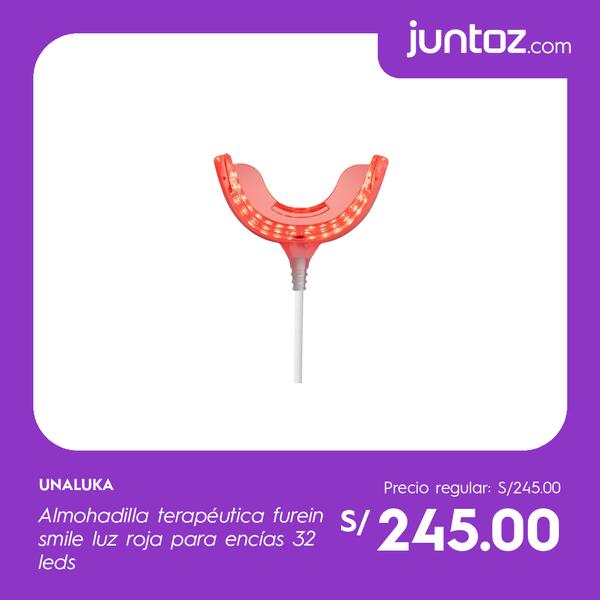 juntoz.com
UNALUKA
Almohadilla terapéutica furein
smile luz roja para encías 32
leds
Precio regular: S/245.00
S/ 245.00